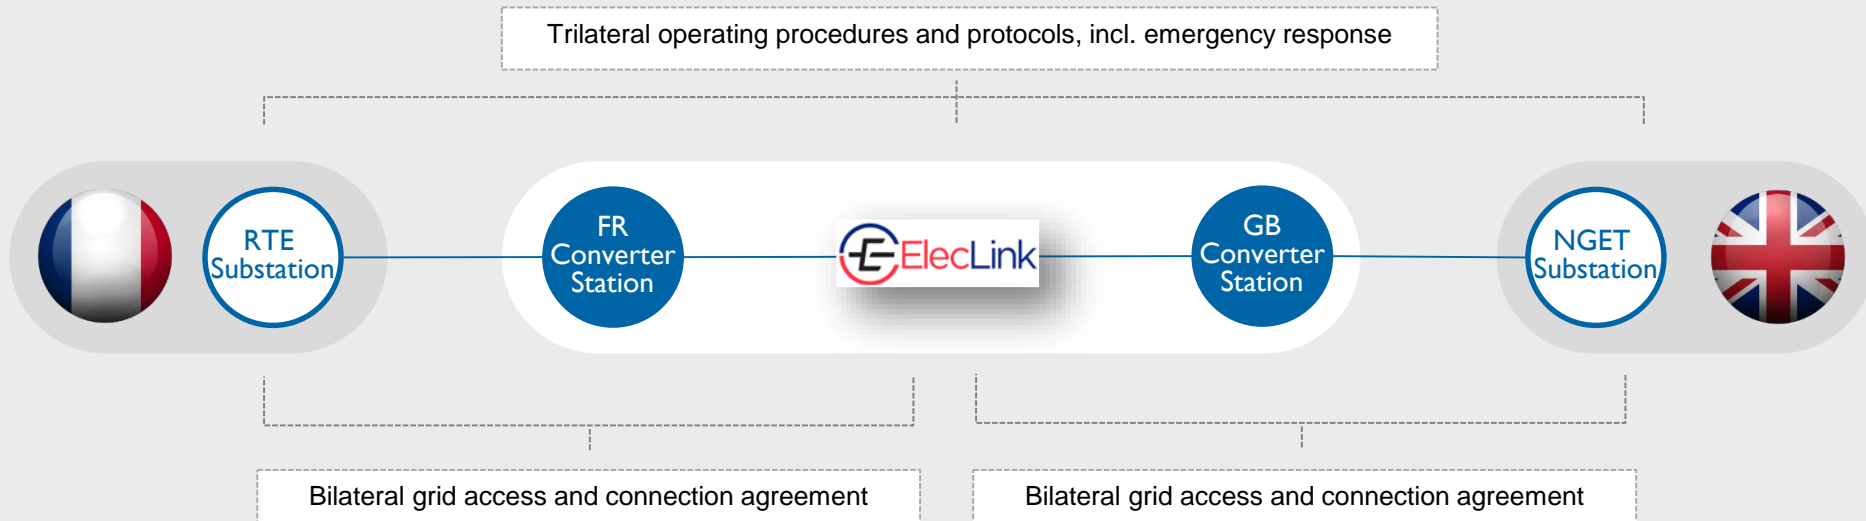 Trilateral operating procedures and protocols, incl. emergency response
RTE
Substation
FR
Converter
Station
ElecLink
GB
Converter
Station
NGET
Substation
Bilateral grid access and connection agreement
Bilateral grid access and connection agreement